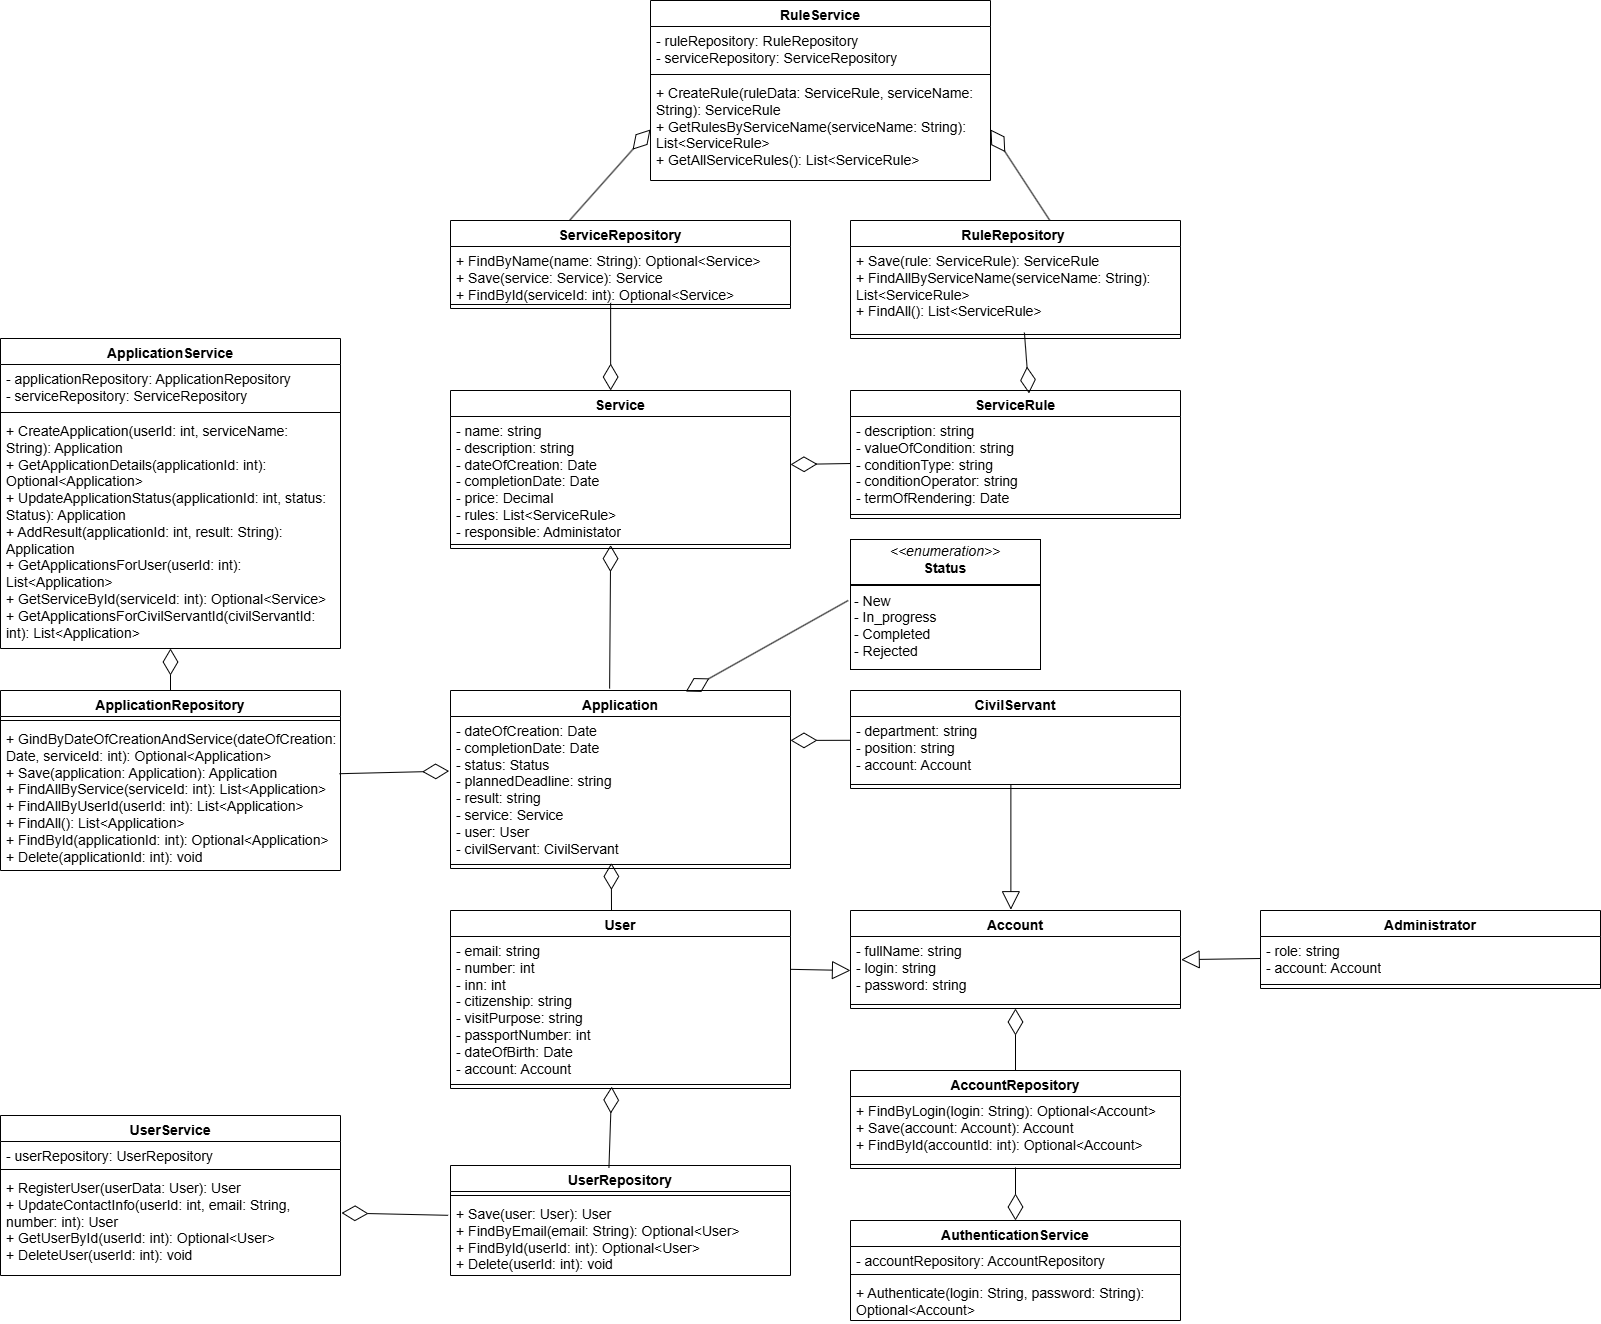 RuleService
- ruleRepository: RuleRepository
- serviceRepository: ServiceRepository
+ CreateRule(ruleData: ServiceRule, serviceName:
String): ServiceRule
+ GetRulesByServiceName(serviceName: String):
List<ServiceRule>
+ GetAllServiceRules(): List<ServiceRule>
ServiceRepository
+ FindByName(name: String): Optional<Service>
+ Save(service: Service): Service
+ FindById(serviceId: int): Optional<Service>
RuleRepository
+ Save(rule: ServiceRule): ServiceRule
+ FindAllByServiceName(serviceName: String):
List<ServiceRule>
+ FindAll(): List<ServiceRule>
ApplicationService
- applicationRepository: ApplicationRepository
- serviceRepository: ServiceRepository
+ CreateApplication(userId: int, serviceName:
String): Application
+ GetApplicationDetails(applicationId: int):
Optional<Application>
+ UpdateApplicationStatus(applicationId: int, status:
Status): Application
+ AddResult(applicationId: int, result: String):
Application
+ GetApplicationsForUser(userId: int):
List<Application>
+ GetServiceById(serviceId: int): Optional<Service>
+ GetApplicationsForCivilServantId(civilServantId:
int): List<Application>
Service
- name: string
- description: string
- dateOfCreation: Date
- completionDate: Date
- price: Decimal
- rules: List<ServiceRule>
- responsible: Administator
ServiceRule
- description: string
- valueOfCondition: string
- conditionType: string
- conditionOperator: string
- termOfRendering: Date
<<enumeration>>
Status
- New
- In_progress
- Completed
- Rejected
ApplicationRepository
+ GindByDateOfCreationAndService(dateOfCreation:
Date, serviceId: int): Optional<Application>
+ Save(application: Application): Application
+ FindAllByService(serviceId: int): List<Application>
+ FindAllByUserId(userId: int): List<Application>
+ FindAll(): List<Application>
+ FindById(applicationId: int): Optional<Application>
+ Delete(applicationId: int): void
Application
- dateOfCreation: Date
- completionDate: Date
- status: Status
- plannedDeadline: string
- result: string
- service: Service
- user: User
- civilServant: CivilServant
CivilServant
- department: string
- position: string
- account: Account
User
- email: string
- number: int
- inn: int
- citizenship: string
- visitPurpose: string
- passportNumber: int
- dateOfBirth: Date
- account: Account
Account
- fullName: string
- login: string
- password: string
Administrator
- role: string
- account: Account
AccountRepository
+ FindByLogin(login: String): Optional<Account>
+ Save(account: Account): Account
+ FindById(accountId: int): Optional<Account>
UserService
- userRepository: UserRepository
+ RegisterUser(userData: User): User
+ UpdateContactInfo(userId: int, email: String,
number: int): User
+ GetUserById(userId: int): Optional<User>
+ DeleteUser(userId: int): void
UserRepository
+ Save(user: User): User
+ FindByEmail(email: String): Optional<User>
+ FindById(userId: int): Optional<User>
+ Delete(userId: int): void
AuthenticationService
- accountRepository: AccountRepository
+ Authenticate(login: String, password: String):
Optional<Account>